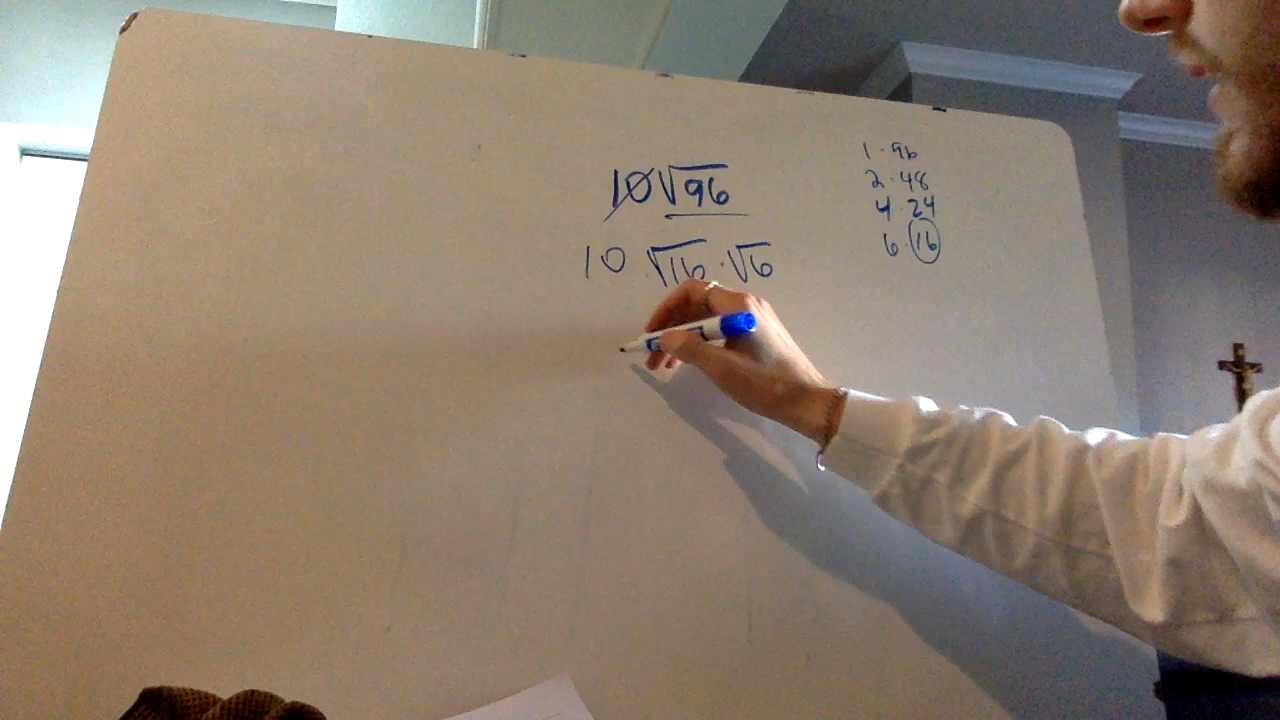 10√96
10 · √16 · √6
1 · 96
2 · 48
4 · 24
6 · 16